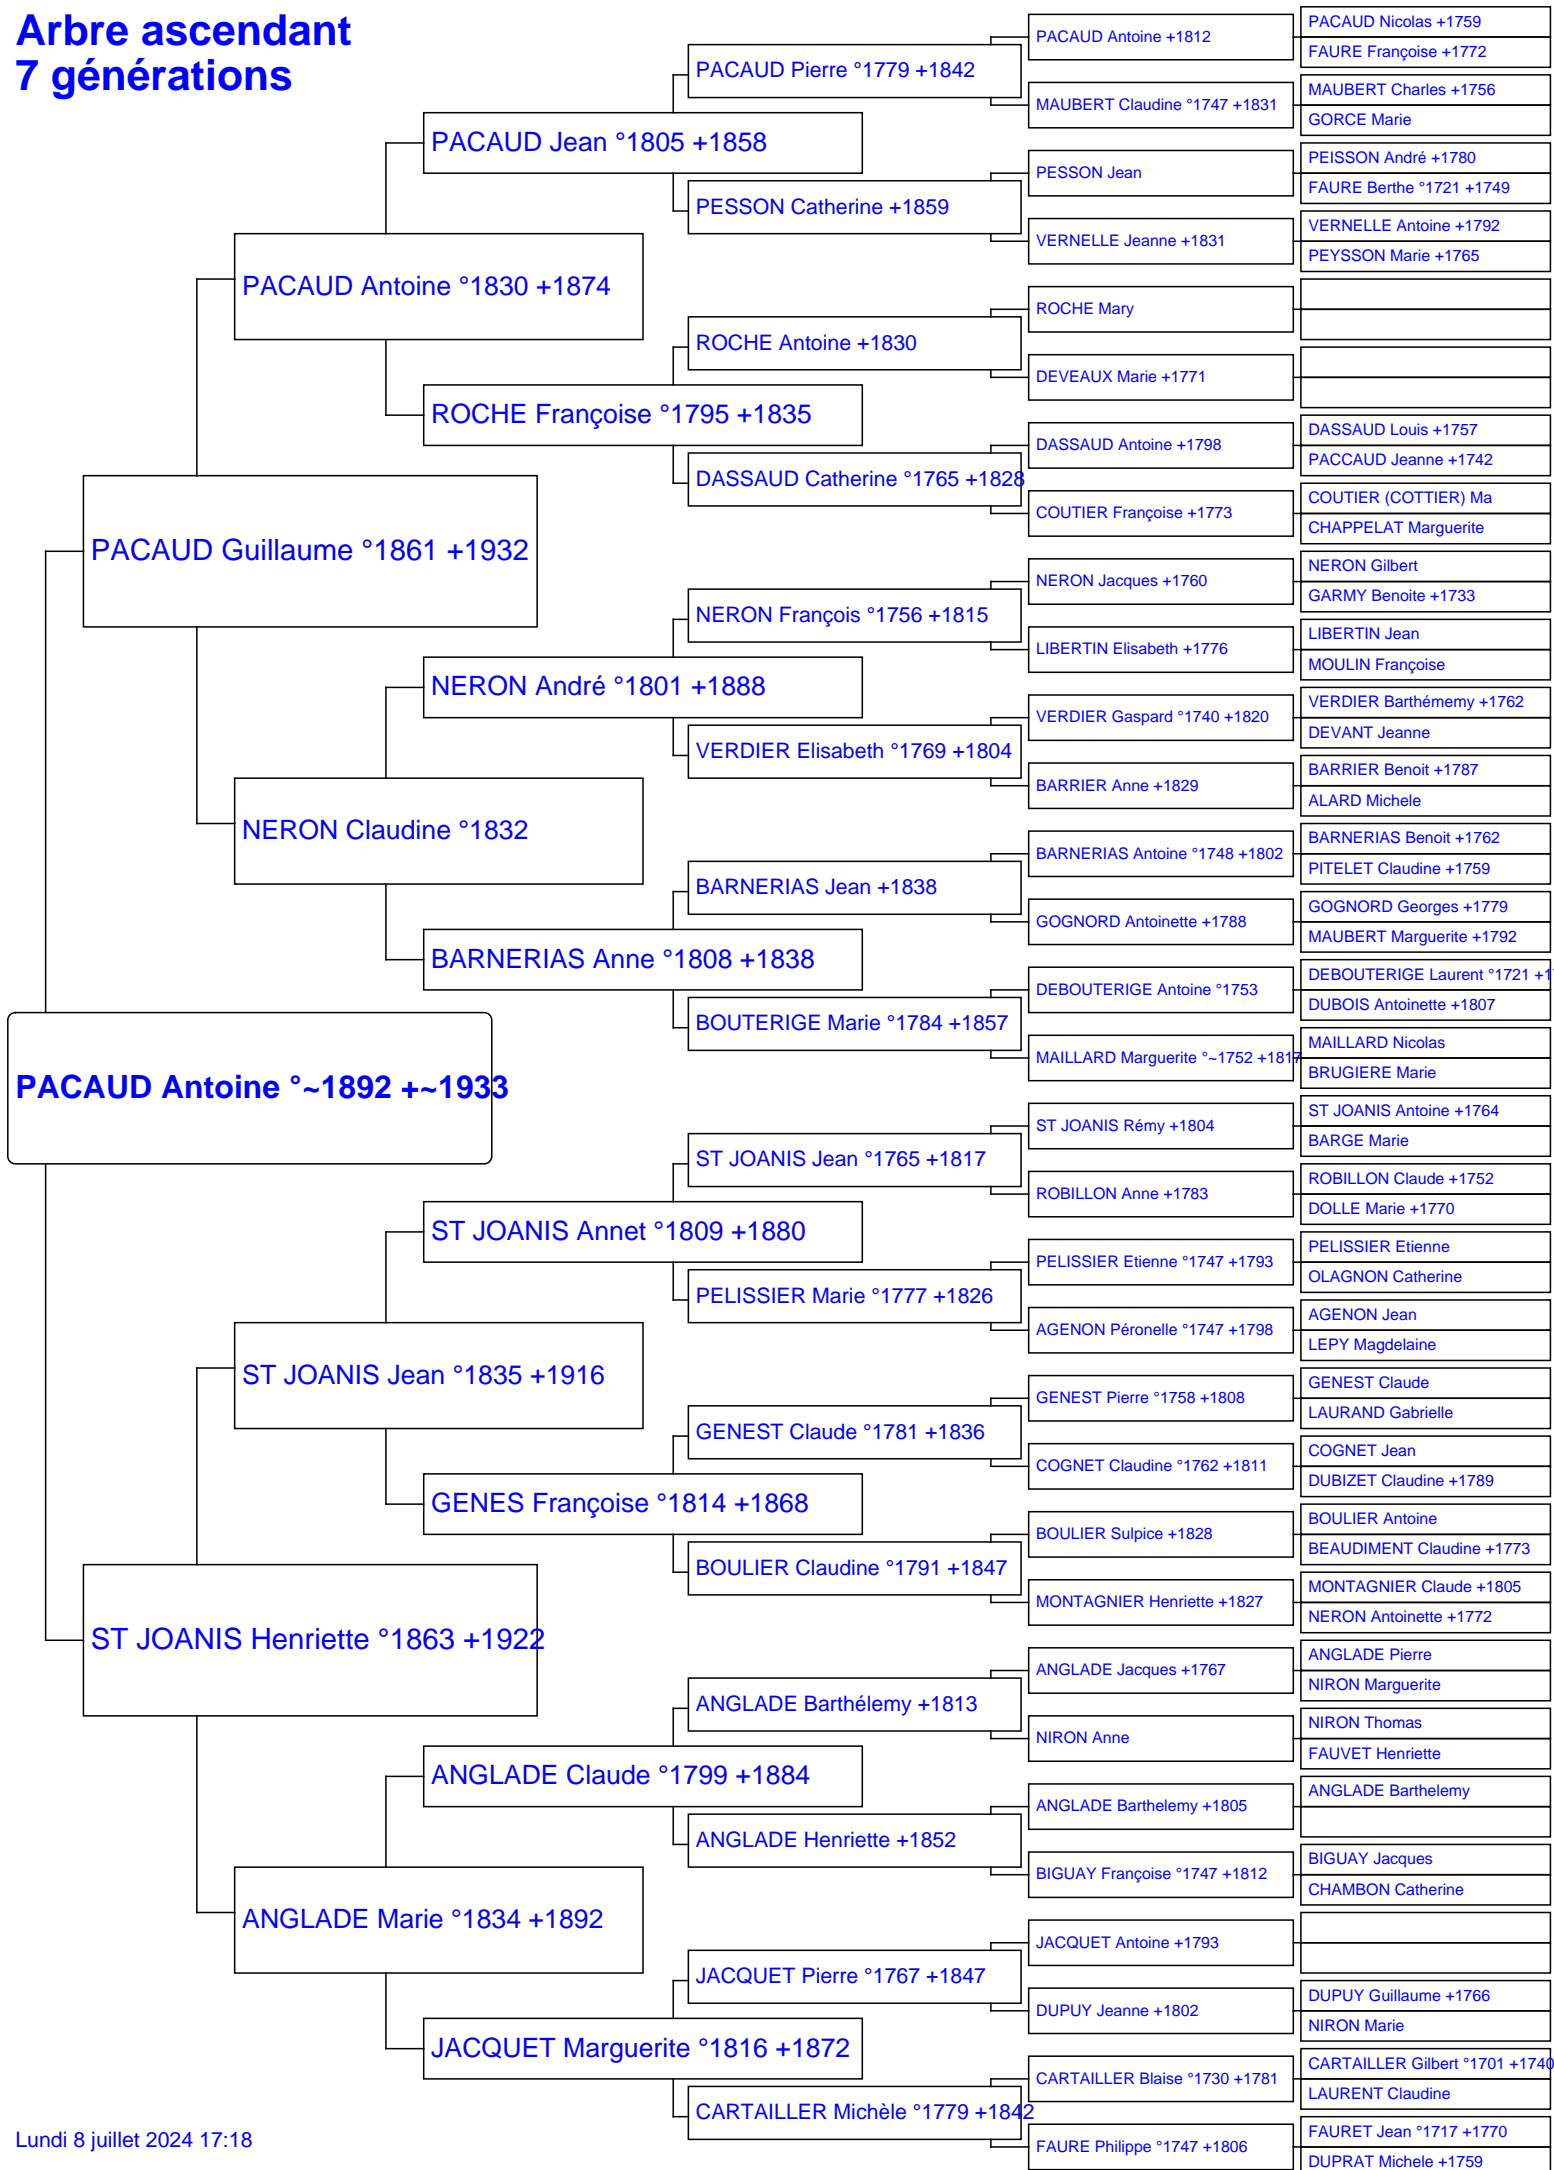 Arbre ascendant
7 générations
PACAUD Antoine °~1892 +~1933
PACAUD Guillaume °1861 +1932
ST JOANIS Henriette °1863 +1922
PACAUD Antoine °1830 +1874
NERON Claudine °1832
ST JOANIS Jean °1835 +1916
ANGLADE Marie °1834 +1892
PACAUD Jean °1805 +1858
ROCHE Françoise °1795 +1835
NERON André °1801 +1888
BARNERIAS Anne °1808 +1838
ST JOANIS Annet °1809 +1880
GENES Françoise °1814 +1868
ANGLADE Claude °1799 +1884
JACQUET Marguerite °1816 +1872
PACAUD Pierre °1779 +1842
PESSON Catherine +1859
ROCHE Antoine +1830
DASSAUD Catherine °1765 +1828
NERON François °1756 +1815
VERDIER Elisabeth °1769 +1804
BARNERIAS Jean +1838
BOUTERIGE Marie °1784 +1857
ST JOANIS Jean °1765 +1817
PELISSIER Marie °1777 +1826
GENEST Claude °1781 +1836
BOULIER Claudine °1791 +1847
ANGLADE Barthélemy +1813
ANGLADE Henriette +1852
JACQUET Pierre °1767 +1847
CARTAILLER Michèle °1779 +1842
PACAUD Antoine +1812
MAUBERT Claudine °1747 +1831
PESSON Jean
VERNELLE Jeanne +1831
ROCHE Mary
DEVEAUX Marie +1771
DASSAUD Antoine +1798
COUTIER Françoise +1773
NERON Jacques +1760
LIBERTIN Elisabeth +1776
VERDIER Gaspard °1740 +1820
BARRIER Anne +1829
BARNERIAS Antoine °1748 +1802
GOGNORD Antoinette +1788
DEBOUTERIGE Antoine °1753
MAILLARD Marguerite °~1752 +1817
ST JOANIS Rémy +1804
ROBILLON Anne +1783
PELISSIER Etienne °1747 +1793
AGENON Péronelle °1747 +1798
GENEST Pierre °1758 +1808
COGNET Claudine °1762 +1811
BOULIER Sulpice +1828
MONTAGNIER Henriette +1827
ANGLADE Jacques +1767
NIRON Anne
ANGLADE Barthelemy +1805
BIGUAY Françoise °1747 +1812
JACQUET Antoine +1793
DUPUY Jeanne +1802
CARTAILLER Blaise °1730 +1781
FAURE Philippe °1747 +1806
PACAUD Nicolas +1759
FAURE Françoise +1772
MAUBERT Charles +1756
GORCE Marie
PEISSON André +1780
FAURE Berthe °1721 +1749
VERNELLE Antoine +1792
PEYSSON Marie +1765
DASSAUD Louis +1757
PACCAUD Jeanne +1742
COUTIER (COTTIER) Ma
CHAPPELAT Marguerite
NERON Gilbert
GARMY Benoite +1733
LIBERTIN Jean
MOULIN Françoise
VERDIER Barthémemy +1762
DEVANT Jeanne
BARRIER Benoit +1787
ALARD Michele
BARNERIAS Benoit +1762
PITELET Claudine +1759
GOGNORD Georges +1779
MAUBERT Marguerite +1792
DEBOUTERIGE Laurent °1721
DUBOIS Antoinette +1807
MAILLARD Nicolas
BRUGIERE Marie
ST JOANIS Antoine +1764
BARGE Marie
ROBILLON Claude +1752
DOLLE Marie +1770
PELISSIER Etienne
OLAGNON Catherine
AGENON Jean
LEPY Magdelaine
GENEST Claude
LAURAND Gabrielle
COGNET Jean
DUBIZET Claudine +1789
BOULIER Antoine
BEAUDIMENT Claudine +1773
MONTAGNIER Claude +1805
NERON Antoinette +1772
ANGLADE Pierre
NIRON Marguerite
NIRON Thomas
FAUVET Henriette
ANGLADE Barthelemy
BIGUAY Jacques
CHAMBON Catherine
DUPUY Guillaume +1766
NIRON Marie
CARTAILLER Gilbert °1701 +1740
LAURENT Claudine
FAURET Jean °1717 +1770
DUPRAT Michele +1759
Lundi 8 juillet 2024 17:18